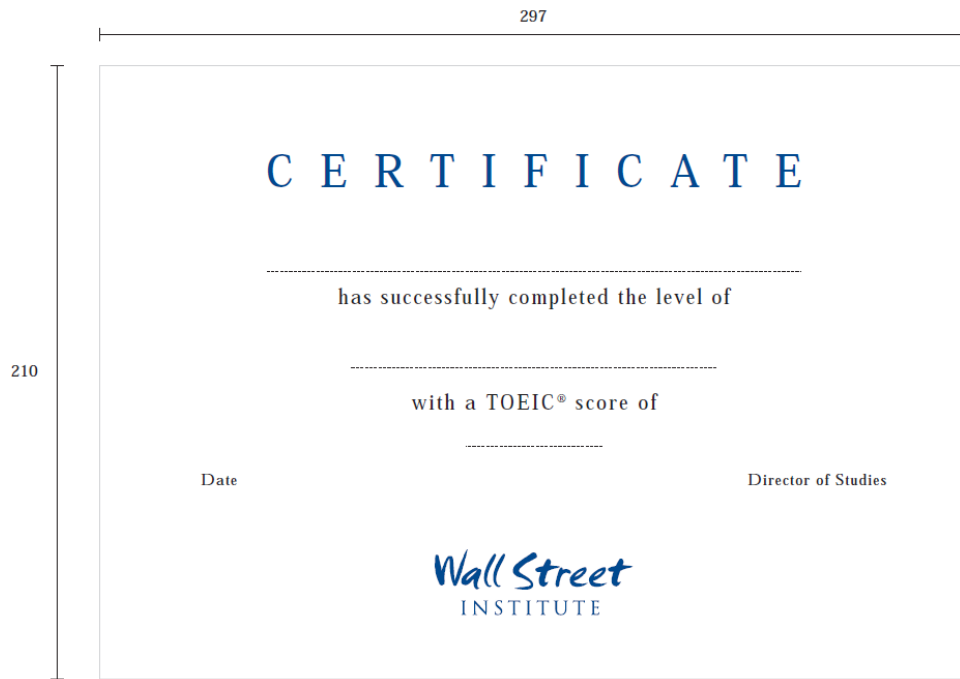 297
C E R T I F I C A T E
has successfully completed the level of
210
with a TOEIC® score of
Date Director of Studies
Wall Street
INSTITUTE